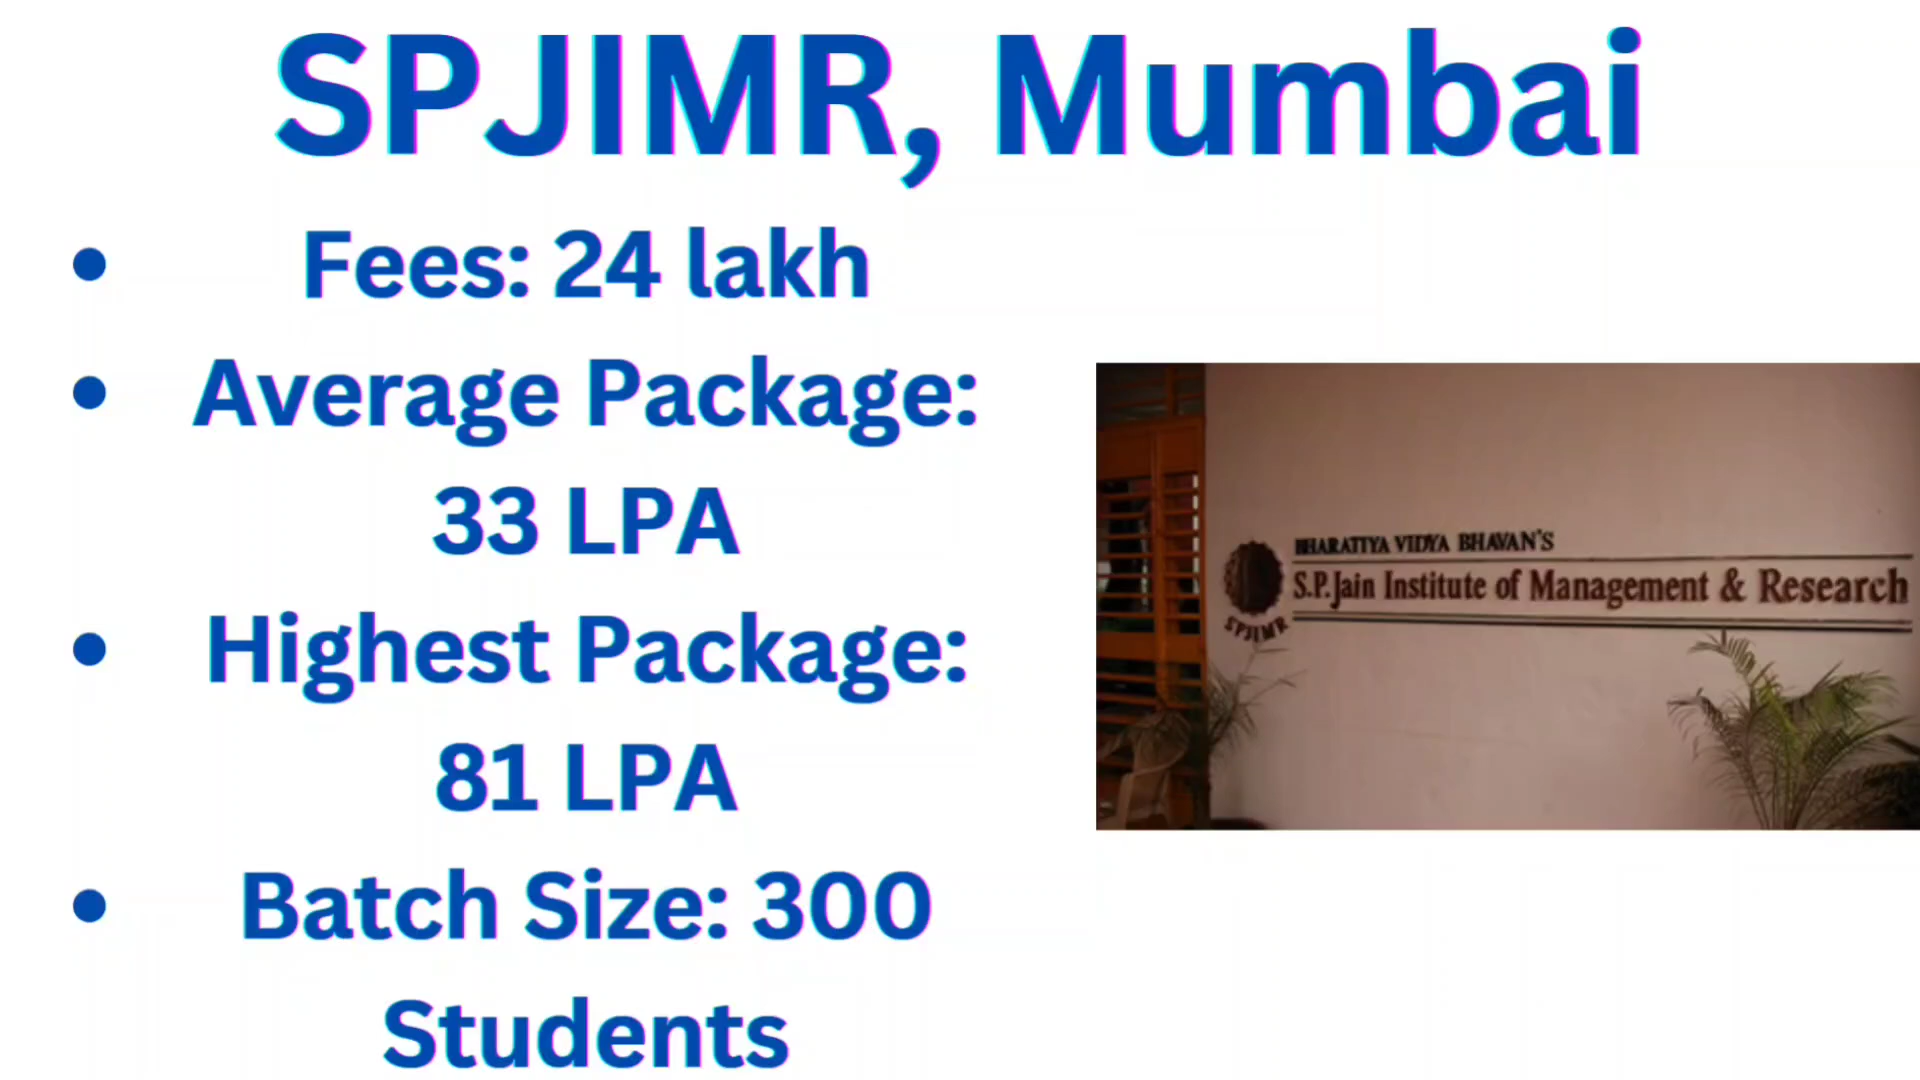 SPJIMR, Mumbai
• Fees: 24 lakh
• Average Package:
33 LPA
• Highest Package:
81 LPA
• Batch Size: 300
Students
BHARATIYA VIDYA BHAVAN'S
S.P.Jain Institute of Management & Research
SPJIMR